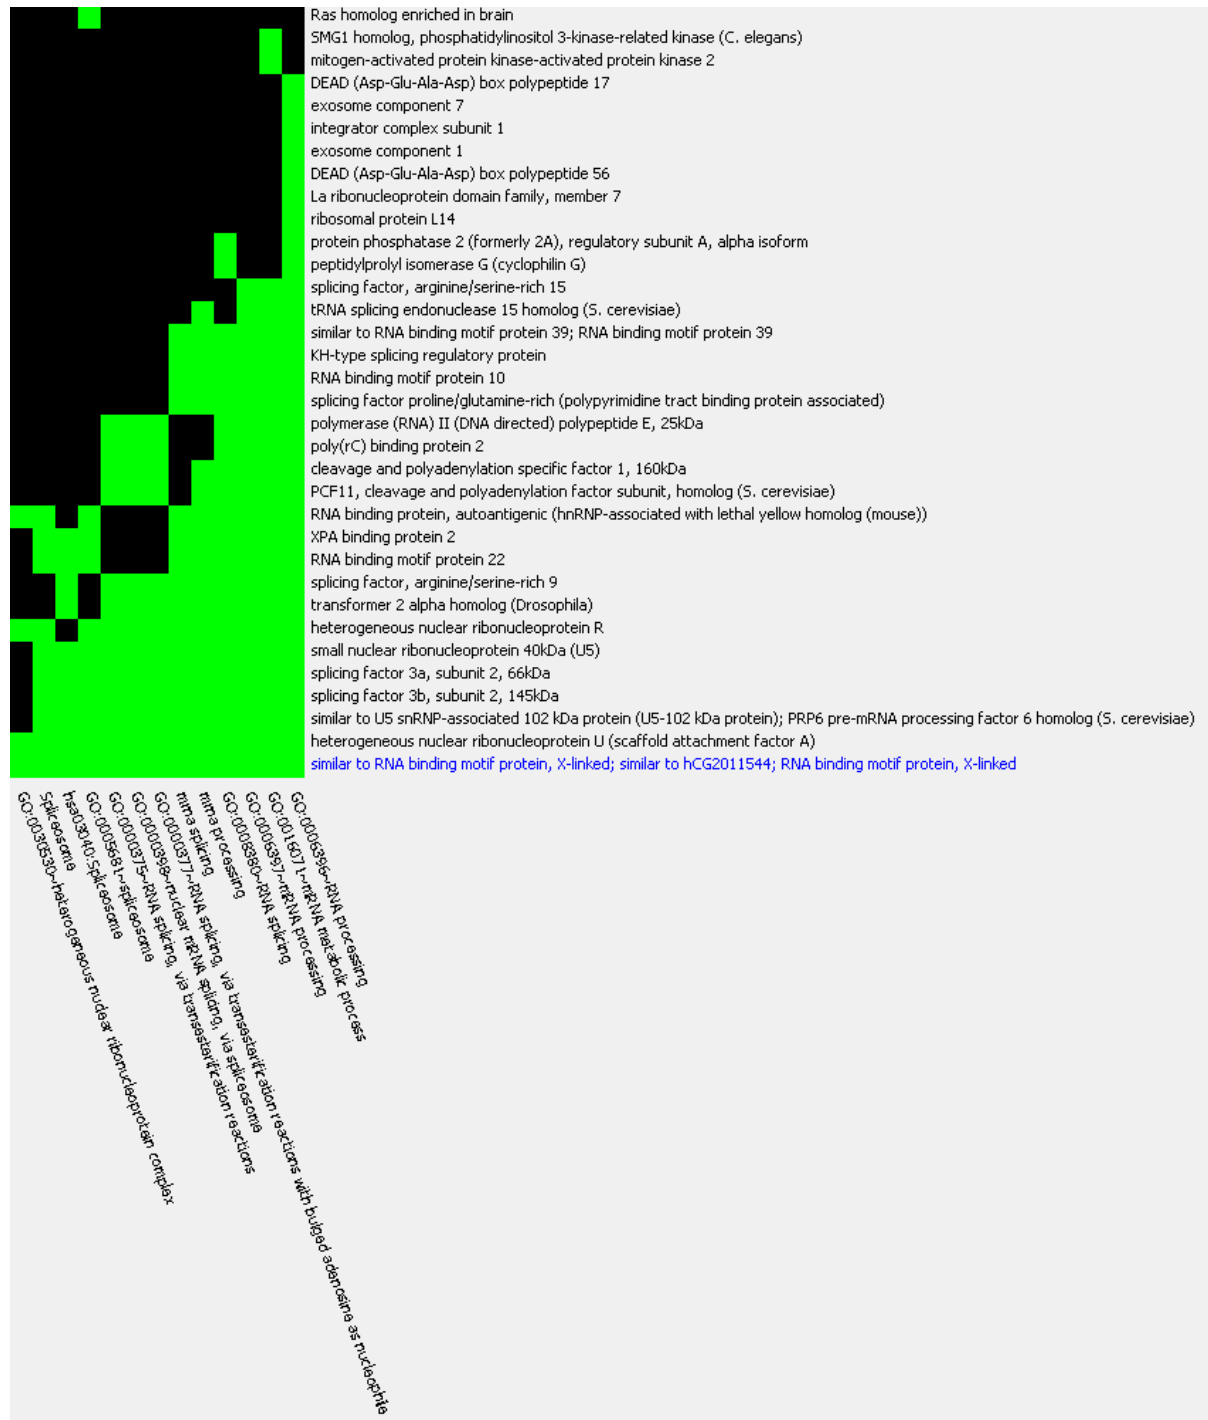 Ras homolog enriched in brain
SMG1 homolog, phosphatidylinositol 3-kinase-related kinase (C. elegans)
mitogen-activated protein kinase-activated protein kinase 2
DEAD (Asp-Glu-Ala-Asp) box polypeptide 17
exosome component 7
integrator complex subunit 1
exosome component 1
DEAD (Asp-Glu-Ala-Asp) box polypeptide 56
La ribonucleoprotein domain family, member 7
ribosomal protein L14
protein phosphatase 2 (formerly 2A), regulatory subunit A, alpha isoform
peptidylprolyl isomerase G (cyclophilin G)
splicing factor, arginine/serine-rich 15
tRNA splicing endonuclease 15 homolog (S. cerevisiae)
similar to RNA binding motif protein 39; RNA binding motif protein 39
KH-type splicing regulatory protein
RNA binding motif protein 10
splicing factor proline/glutamine-rich (polypyrimidine tract binding protein associated)
polymerase (RNA) II (DNA directed) polypeptide E, 25kDa
poly(rC) binding protein 2
cleavage and polyadenylation specific factor 1, 160kDa
PCF11, cleavage and polyadenylation factor subunit, homolog (S. cerevisiae)
RNA binding protein, autoantigenic (hnRNP-associated with lethal yellow homolog (mouse))
XPA binding protein 2
RNA binding motif protein 22
splicing factor, arginine/serine-rich 9
transformer 2 alpha homolog (Drosophila)
heterogeneous nuclear ribonucleoprotein R
small nuclear ribonucleoprotein 40kDa (U5)
splicing factor 3a, subunit 2, 66kDa
splicing factor 3b, subunit 2, 145kDa
similar to U5 snRNP-associated 102 kDa protein (U5-102 kDa protein); PRP6 pre-mRNA processing factor 6 homolog (S. cerevisiae)
heterogeneous nuclear ribonucleoprotein U (scaffold attachment factor A)
similar to RNA binding motif protein, X-linked; similar to hCG2011544; RNA binding motif protein, X-linked
GO:0030530~heterogeneous nuclear ribonucleoprotein complex
Spliceosome
hsa03040:Spliceosome
GO:0005681~spliceosome
GO:0000375~RNA splicing, via transesterification reactions
GO:0000398~nuclear mRNA splicing, via spliceosome
GO:0000377~RNA splicing, via transesterification reactions with bulged adenosine as nucleophile
mrna splicing
mrna processing
GO:0008380~RNA splicing
GO:0006397~mRNA processing
GO:0016071~mRNA metabolic process
GO:0006396~RNA processing